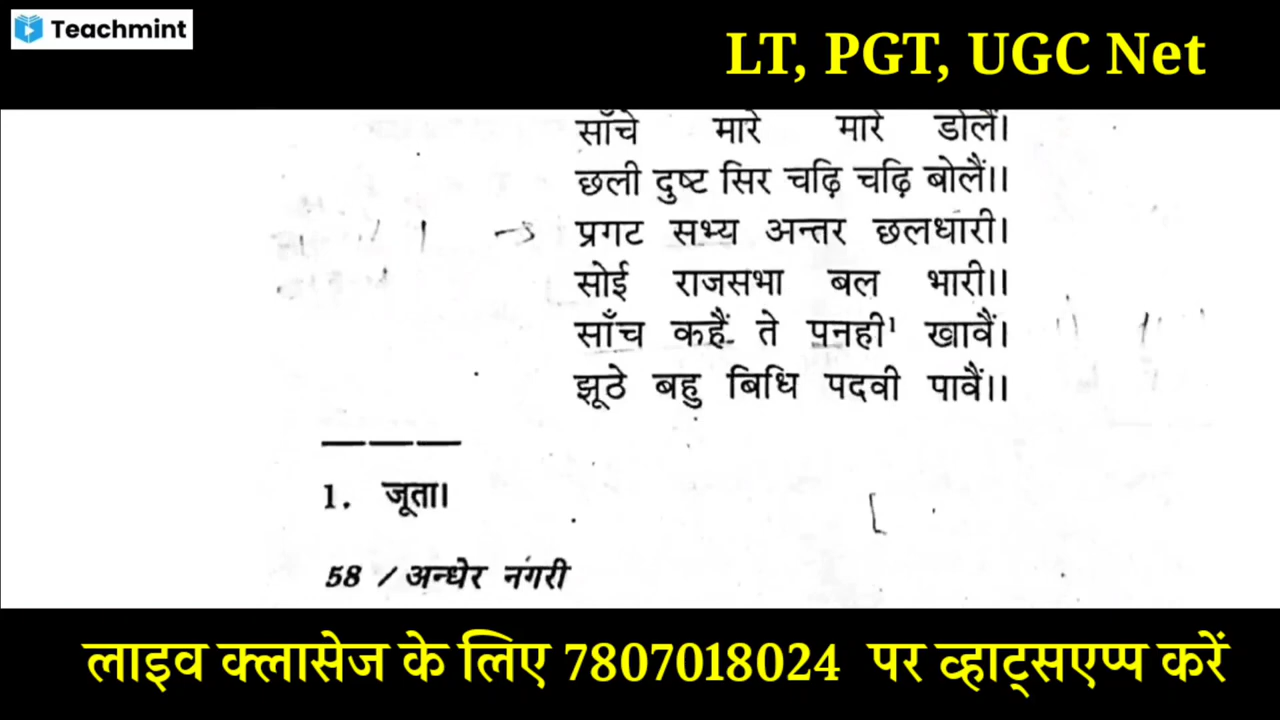 Teachmint
LT, PGT, UGC Net
साँचे मारे मारे डोलैं।
छली दुष्ट सिर चढ़ि चढ़ि बोलैं।।
प्रगट सभ्य अन्तर छलधारी।
सोई राजसभा बल भारी।।
साँच कहैं ते पनही¹ खावैं।
झूठे बहु बिधि पदवी पावैं।।
1. जूता।
58 / अन्धेर नगरी
लाइव क्लासेज के लिए 7807018024 पर व्हाट्सएप्प करें